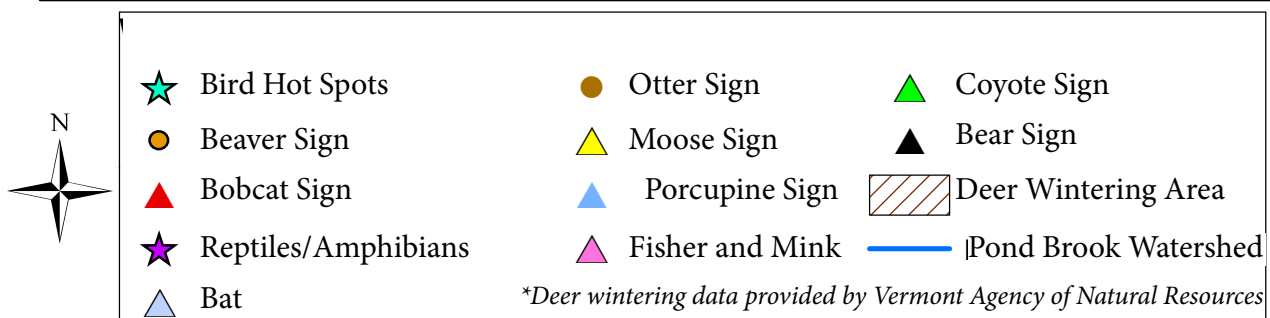 Bird Hot Spots Otter Sign Coyote Sign
N
Beaver Sign Moose Sign Bear Sign
Bobcat Sign Porcupine Sign Deer Wintering Area
Reptiles/Amphibians Fisher and Mink Pond Brook Watershed
Bat *Deer wintering data provided by Vermont Agency of Natural Resources